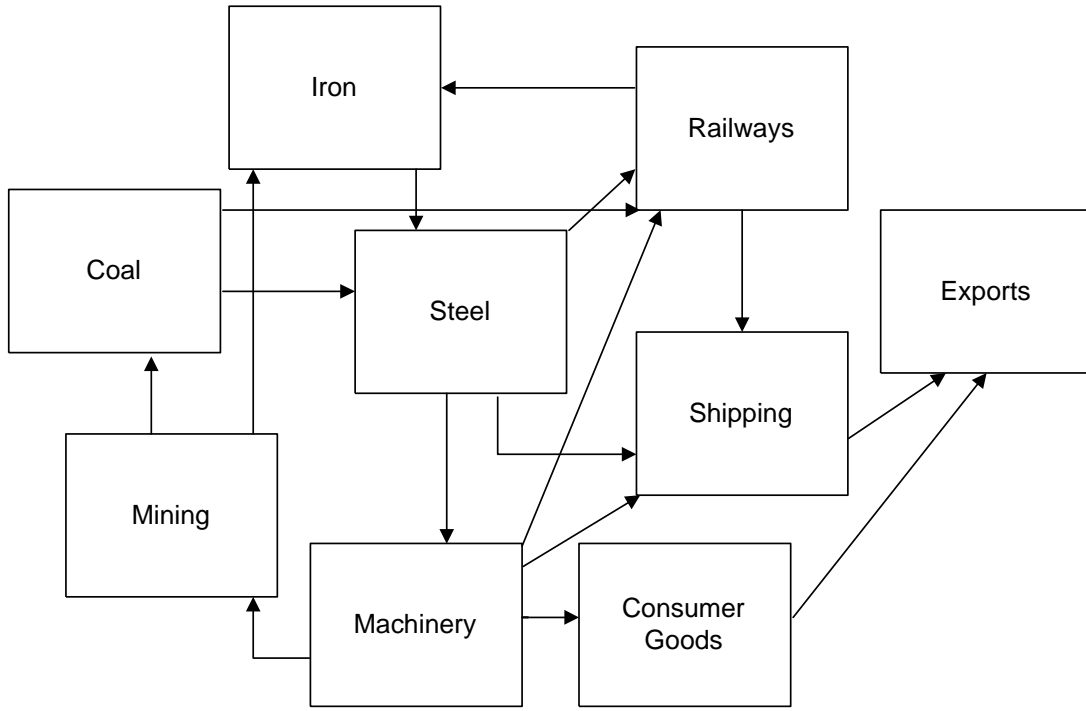 Iron
Railways
Coal
Steel
Exports
Shipping
Mining
Machinery
Consumer
Goods